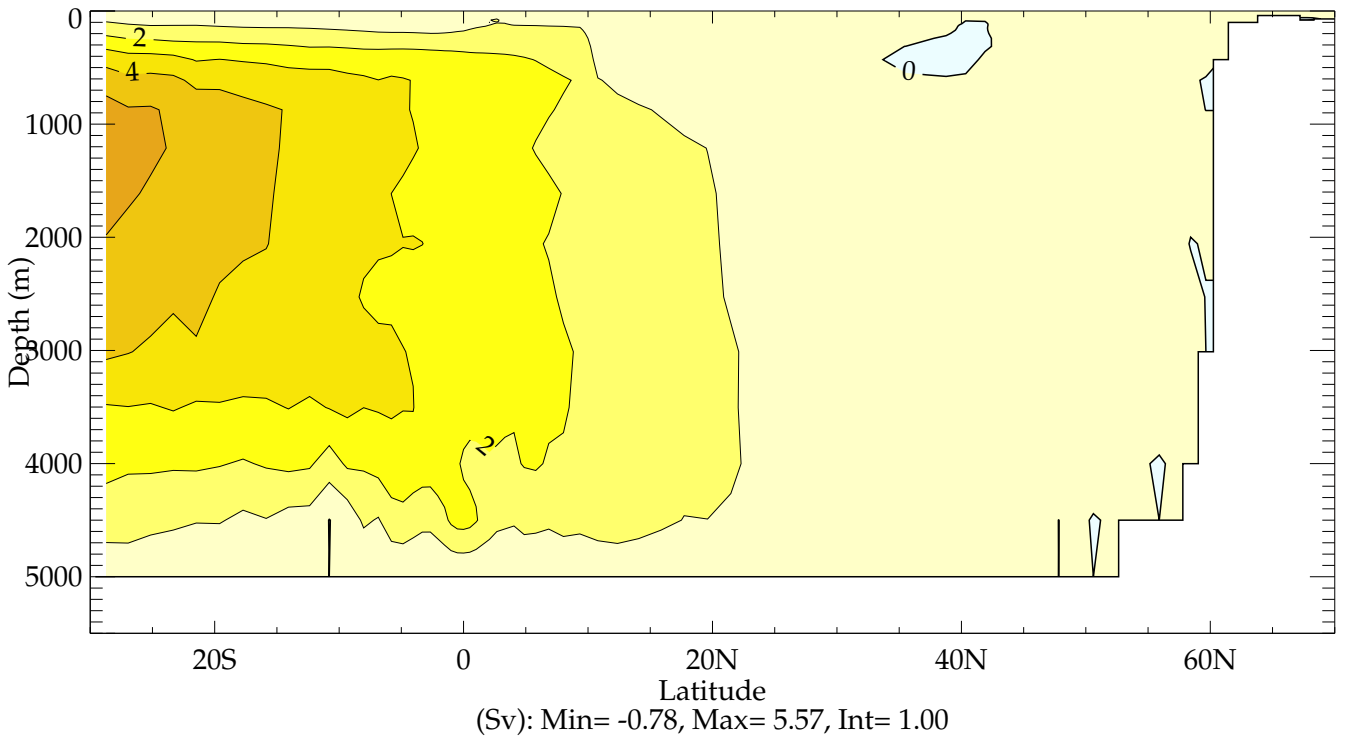 0
1000
2000
3000
4000
5000
Depth (m)
2
4
0
2
20S 0 20N 40N 60N
Latitude
(Sv): Min= -0.78, Max= 5.57, Int= 1.00